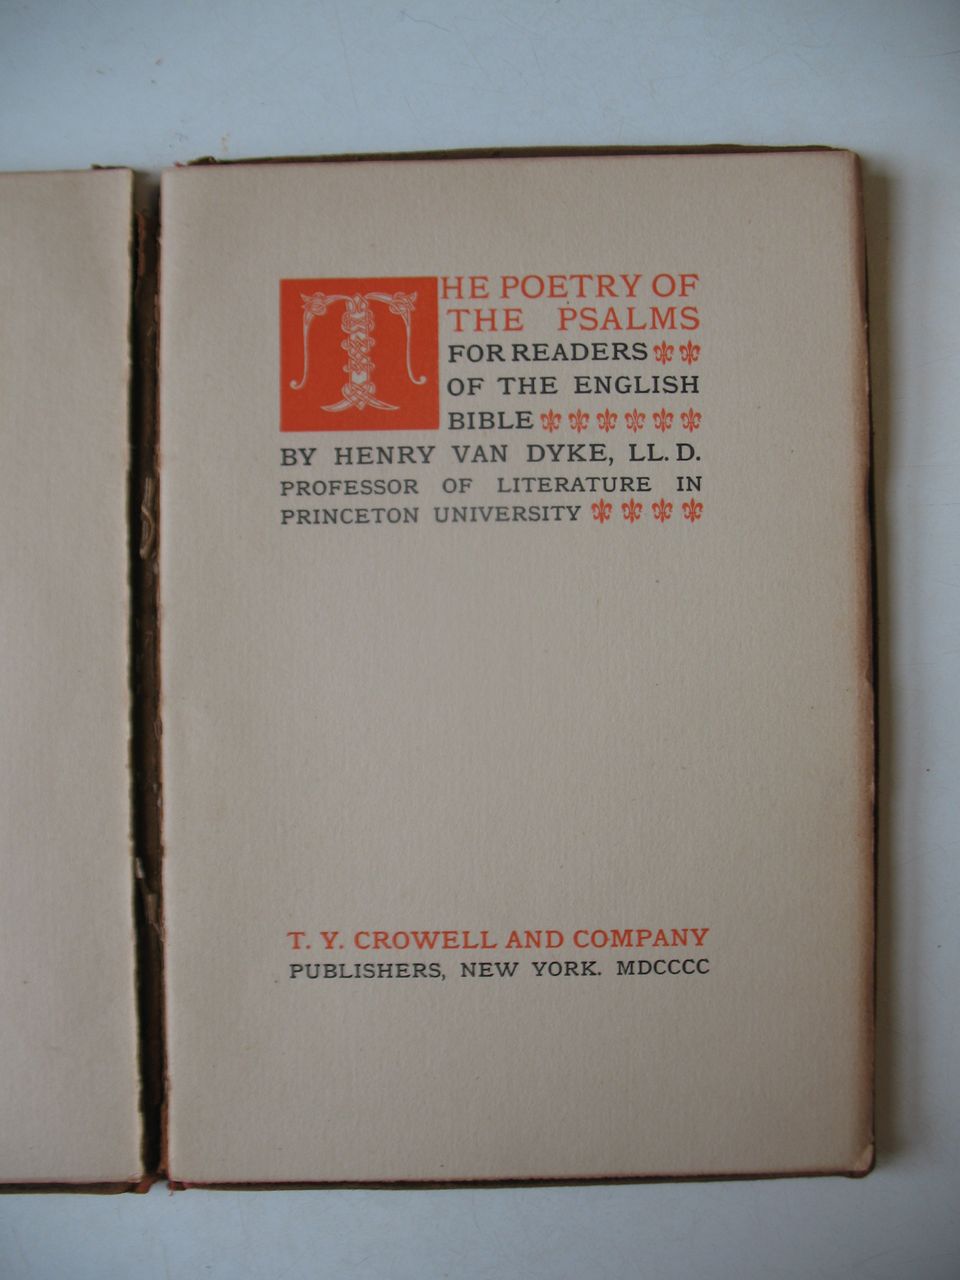 THE POETRY OF
THE PSALMS
FOR READERS
OF THE ENGLISH
BIBLE
BY HENRY VAN DYKE, LL. D.
PROFESSOR OF LITERATURE IN
PRINCETON UNIVERSITY
T. Y. CROWELL AND COMPANY
PUBLISHERS, NEW YORK. MDCCCC